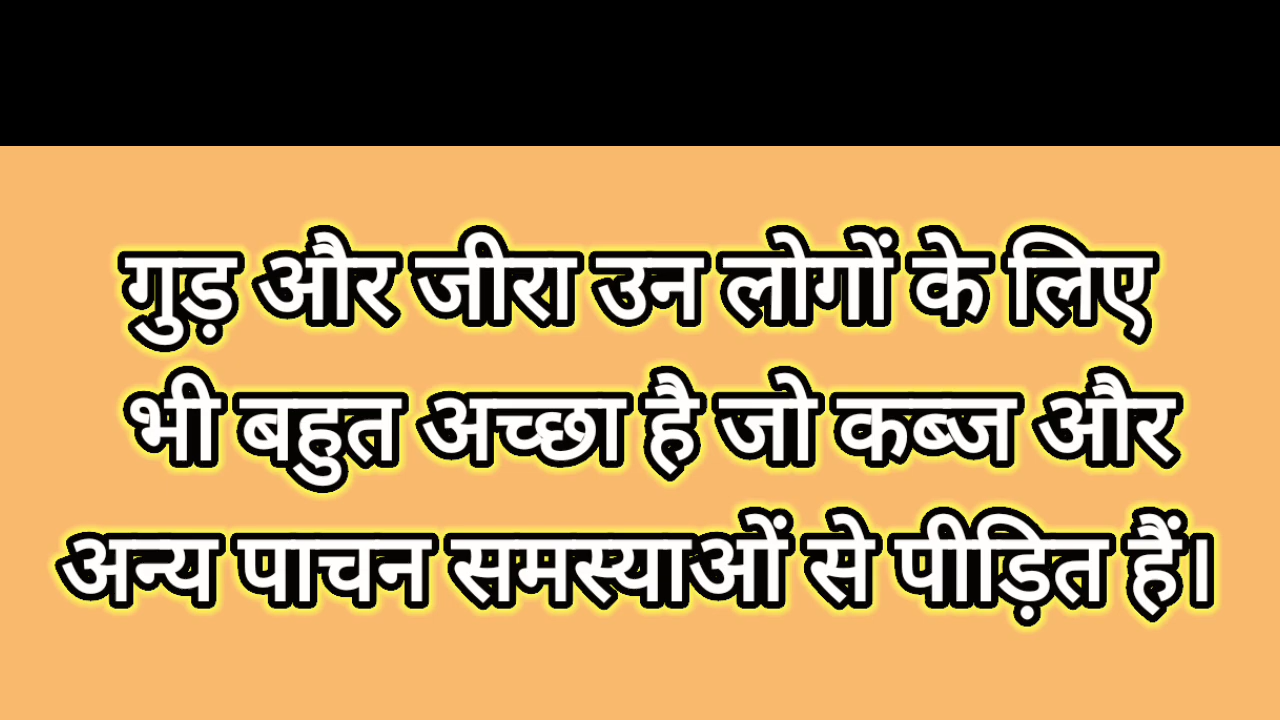 गुड़ और जीरा उन लोगों के लिए
भी बहुत अच्छा है जो कब्ज और
अन्य पाचन समस्याओं से पीड़ित हैं।